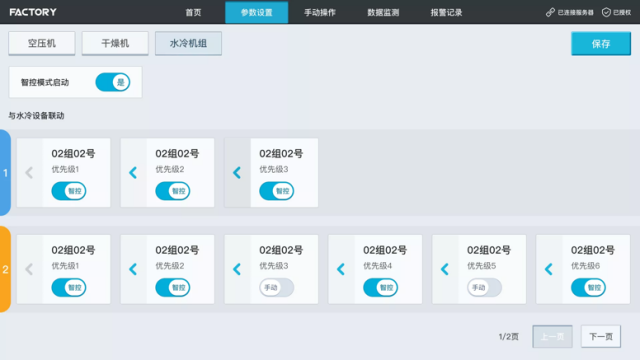 FACTORY 首页 参数设置 手动操作 数据监测 报警记录 已连接服务器 已授权
空压机 干燥机 水冷机组 保存
智控模式启动 是
与水冷设备联动
1
02组02号 02组02号 02组02号
优先级1 优先级2 优先级3
智控 智控 智控
2
02组02号 02组02号 02组02号 02组02号 02组02号 02组02号
优先级1 优先级2 优先级3 优先级4 优先级5 优先级6
智控 智控 手动 智控 手动 智控
1/2页 上一页 下一页